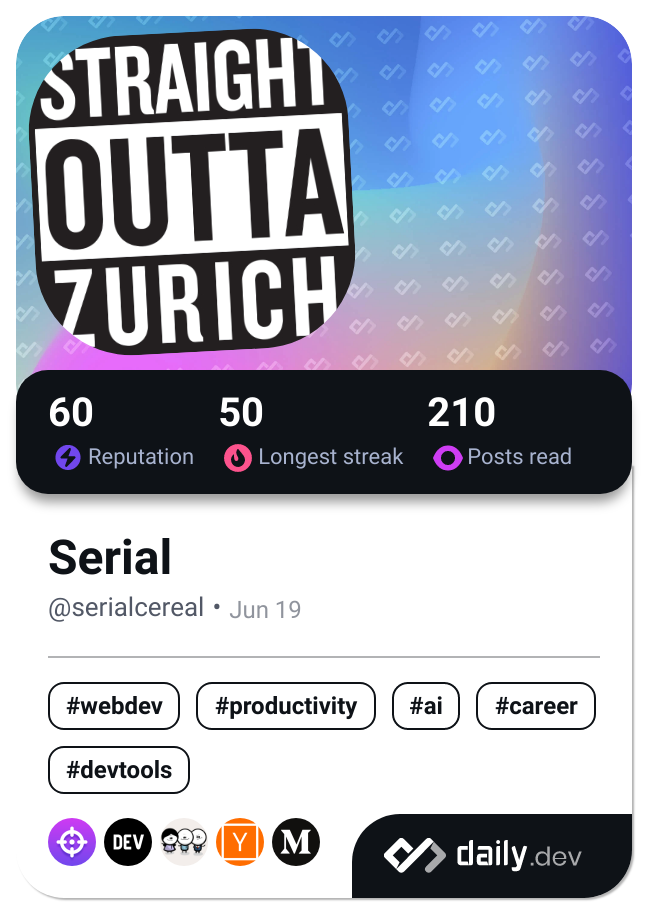 STRAIGHT
OUTTA
ZURICH
60 50 210
Reputation Longest streak Posts read
Serial
@serialcereal • Jun 19
#webdev #productivity #ai #career
#devtools
DEV Y M
daily.dev